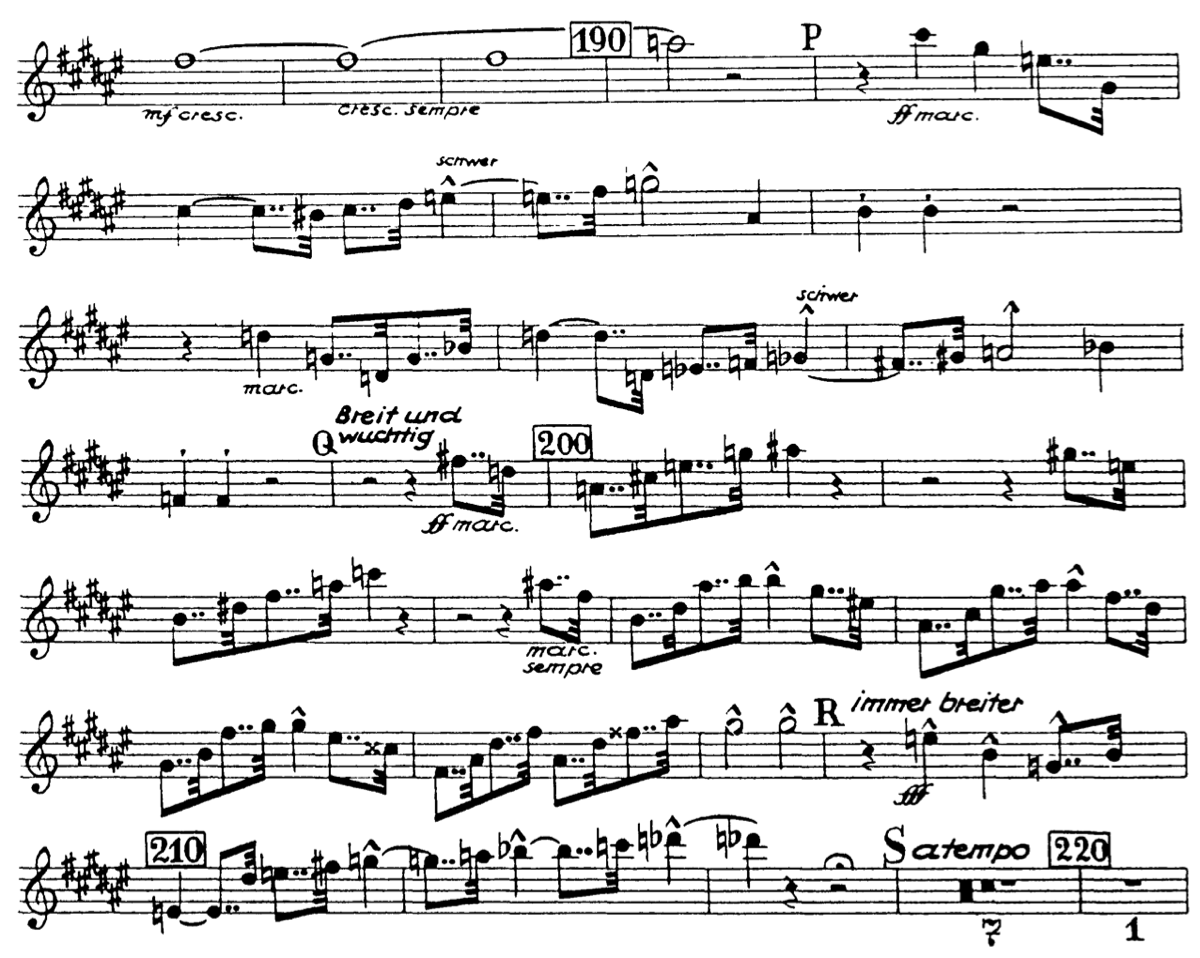 190 P
mf cresc. cresc. sempre ff marc.
schwer
schwer
marc.
Q Breit und
wuchtig 200
ff marc.
marc.
sempre
R immer breiter
fff
210 S a tempo 220
7 1